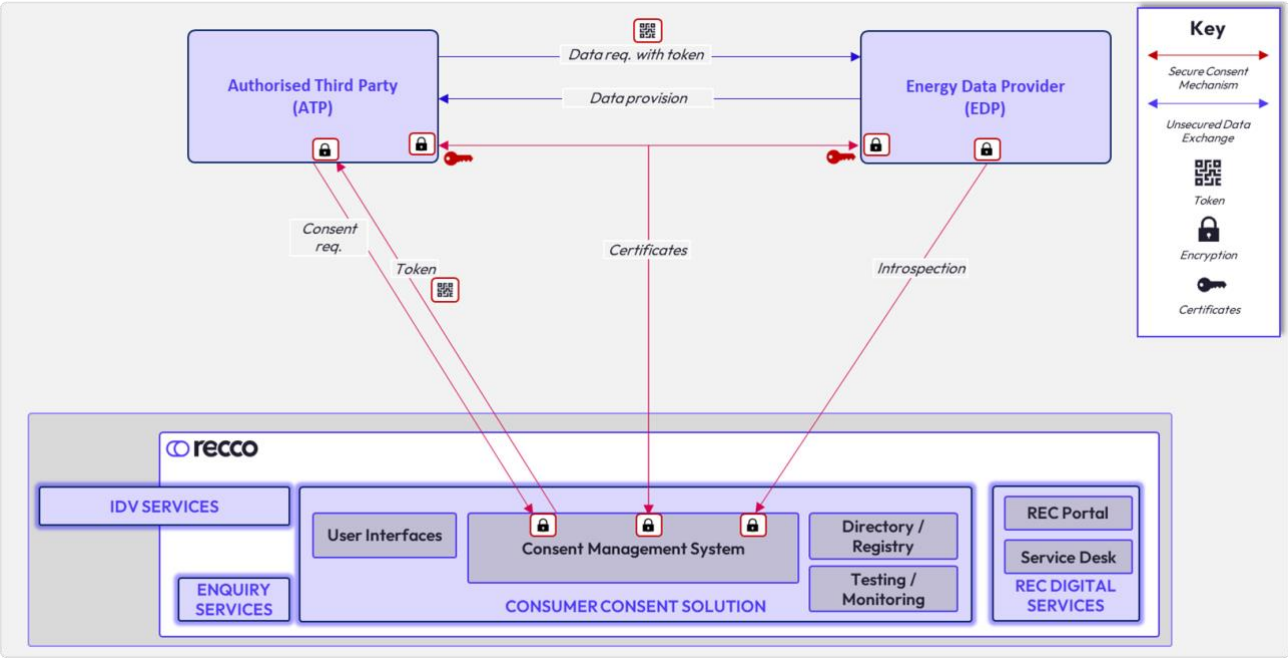 Key
Secure Consent
Mechanism
Unsecured Data
Exchange
Token
Encryption
Certificates
Authorised Third Party
(ATP)
Data req. with token
Data provision
Energy Data Provider
(EDP)
Consent
req.
Token
Certificates
Introspection
recco
IDV SERVICES
ENQUIRY
SERVICES
User Interfaces
Consent Management System
Directory /
Registry
Testing /
Monitoring
CONSUMER CONSENT SOLUTION
REC Portal
Service Desk
REC DIGITAL
SERVICES